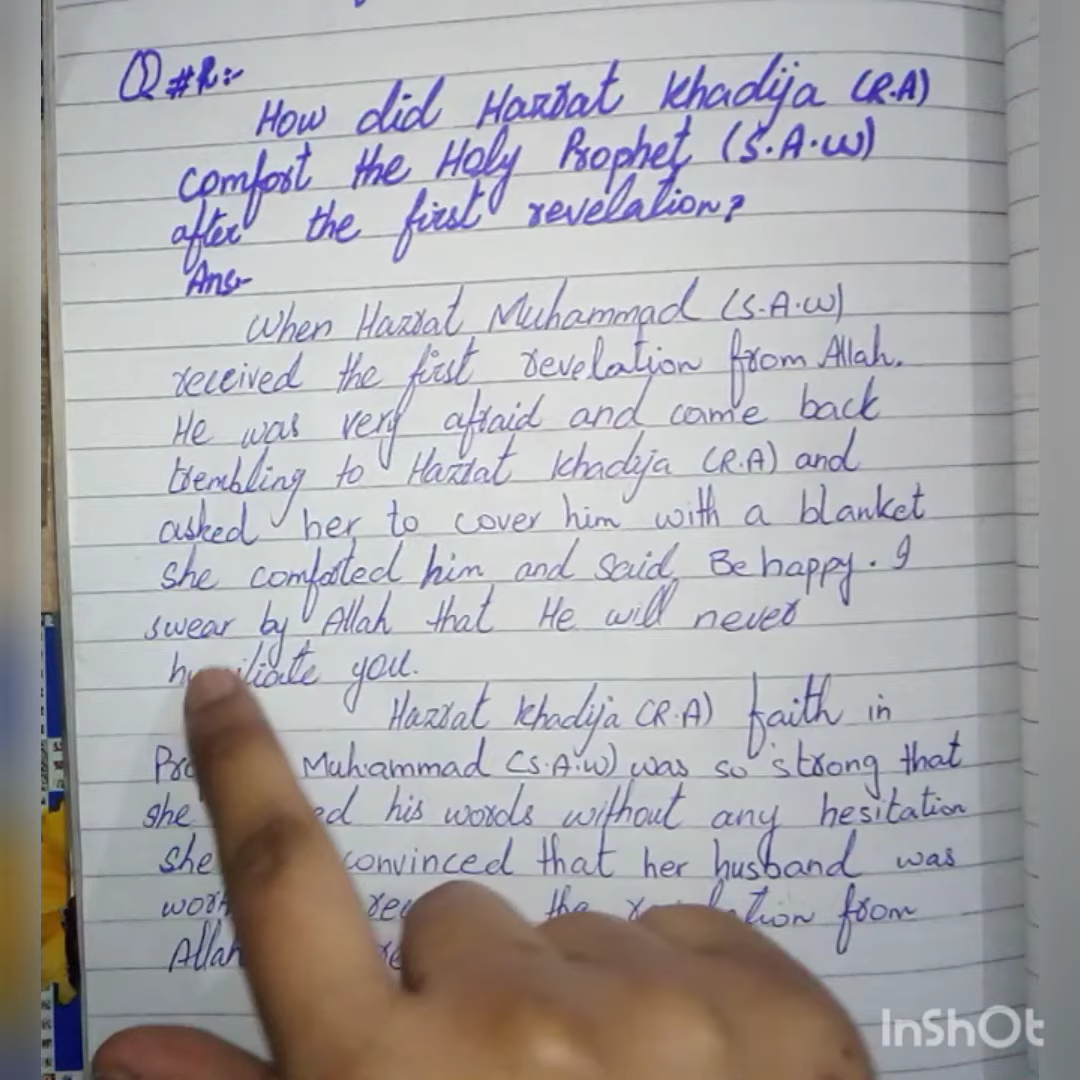 Q #2:-
How did Hazrat Khadija (R.A)
comfort the Holy Prophet (S.A.W)
after the first revelation?
Ans:-
When Hazrat Muhammad (S.A.W)
received the first revelation from Allah.
He was very afraid and came back
trembling to Hazrat Khadija (R.A) and
asked her to cover him with a blanket
she comforted him and said, Be happy. I
swear by Allah that He will never
you.
Hazrat Khadija (R.A) faith in
Muhammad (S.A.W) was so strong that
she his words without any hesitation
she convinced that her husband was
the from
Allah
InShOt